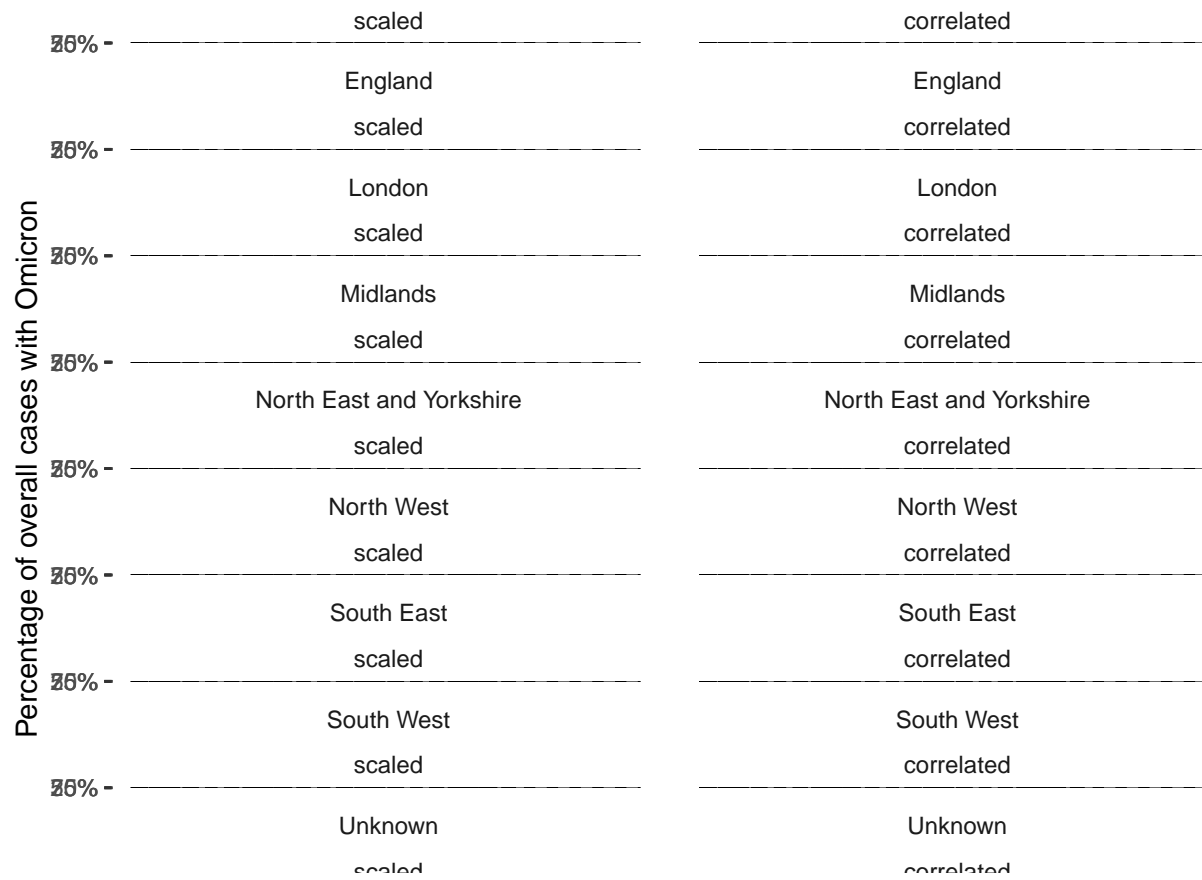 scaled correlated
England England
scaled correlated
London London
scaled correlated
Midlands Midlands
scaled correlated
North East and Yorkshire North East and Yorkshire
scaled correlated
North West North West
scaled correlated
South East South East
scaled correlated
South West South West
scaled correlated
Unknown Unknown
scaled correlated
Percentage of overall cases with Omicron